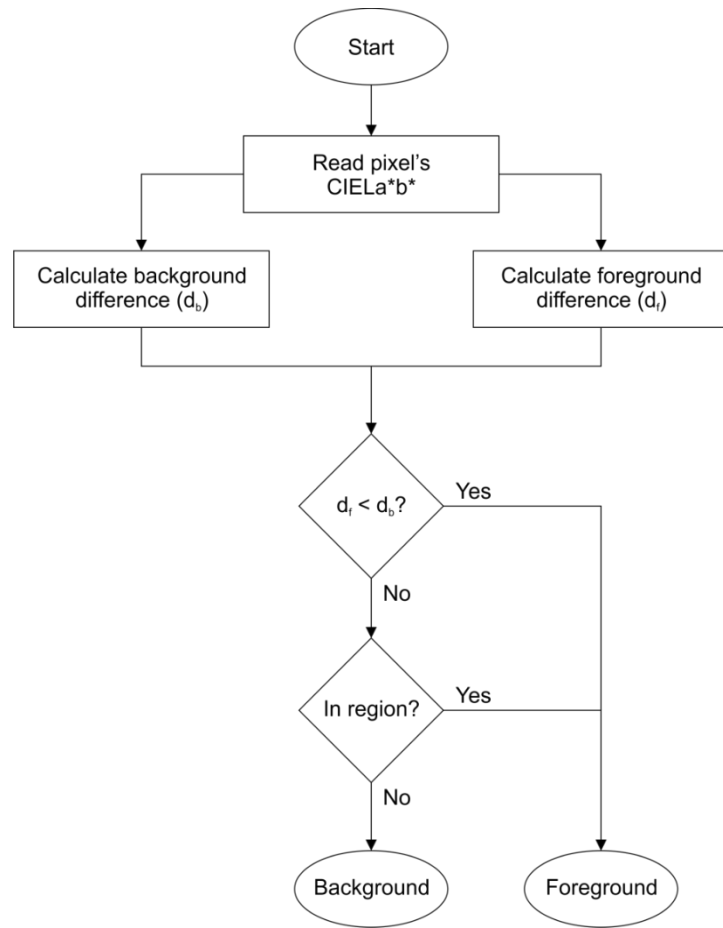 Start
Read pixel's
CIELa*b*
Calculate background
difference (d_b)
Calculate foreground
difference (d_f)
d_f < d_b?
Yes
No
In region?
Yes
No
Background
Foreground